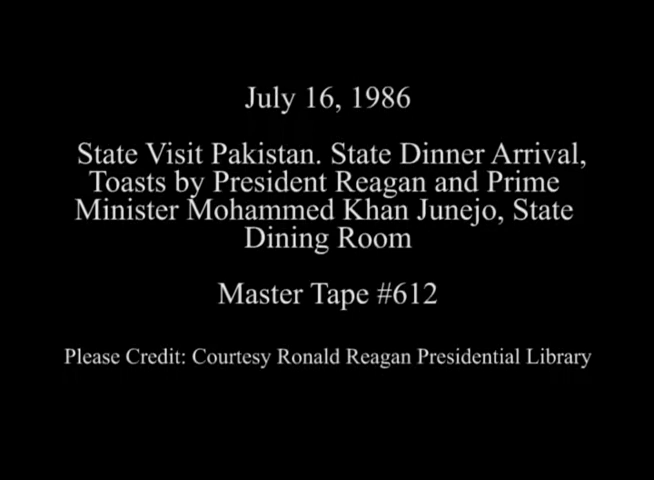 July 16, 1986
State Visit Pakistan. State Dinner Arrival,
Toasts by President Reagan and Prime
Minister Mohammed Khan Junejo, State
Dining Room
Master Tape #612
Please Credit: Courtesy Ronald Reagan Presidential Library